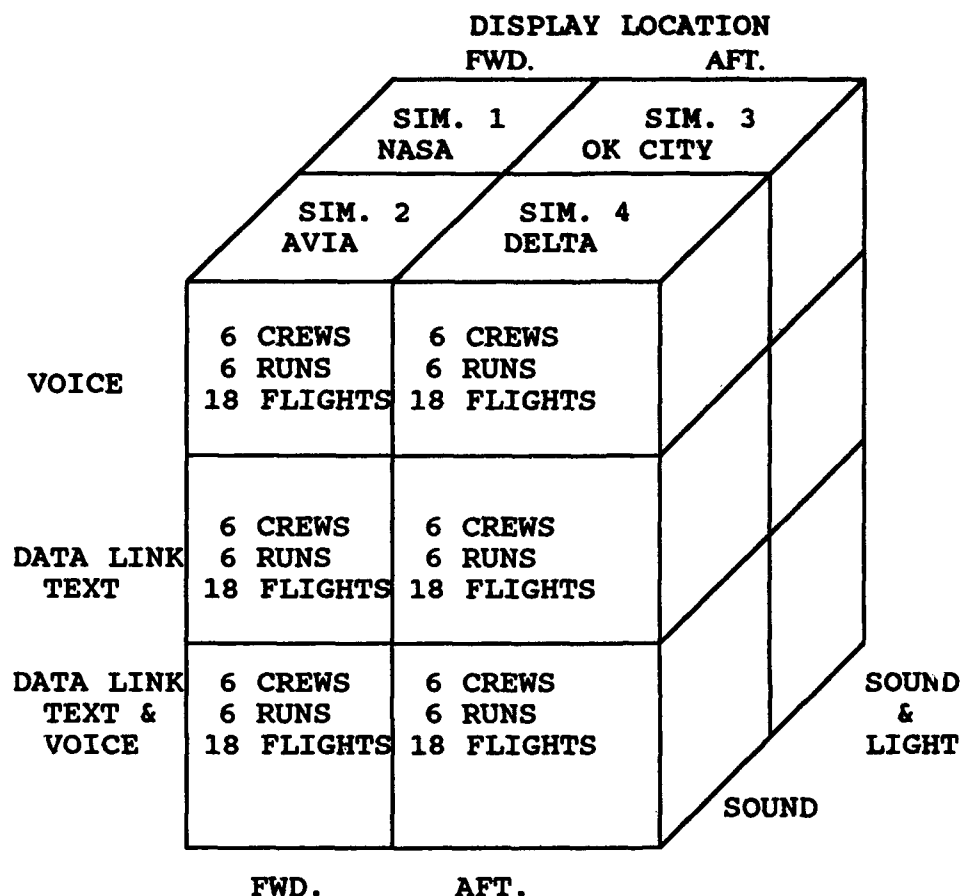 DISPLAY LOCATION
FWD. AFT.
SIM. 1 SIM. 3
NASA OK CITY
SIM. 2 SIM. 4
AVIA DELTA
6 CREWS 6 CREWS
6 RUNS 6 RUNS
VOICE
18 FLIGHTS 18 FLIGHTS
6 CREWS 6 CREWS
DATA LINK 6 RUNS 6 RUNS
TEXT 18 FLIGHTS 18 FLIGHTS
DATA LINK 6 CREWS 6 CREWS SOUND
TEXT & 6 RUNS 6 RUNS &
VOICE 18 FLIGHTS 18 FLIGHTS LIGHT
SOUND
FWD. AFT.